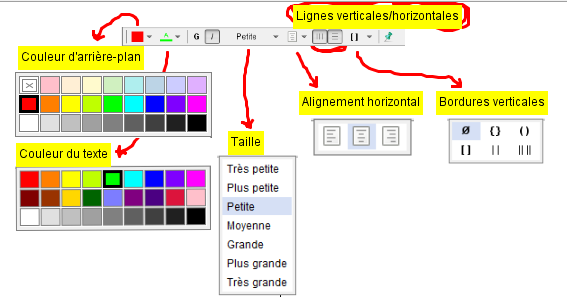 Lignes verticales/horizontales
G I Petite [ ]
Couleur d'arrière-plan
Alignement horizontal
Bordures verticales
Ø { } ( )
[ ] | | || ||
Couleur du texte
Taille
Très petite
Plus petite
Petite
Moyenne
Grande
Plus grande
Très grande